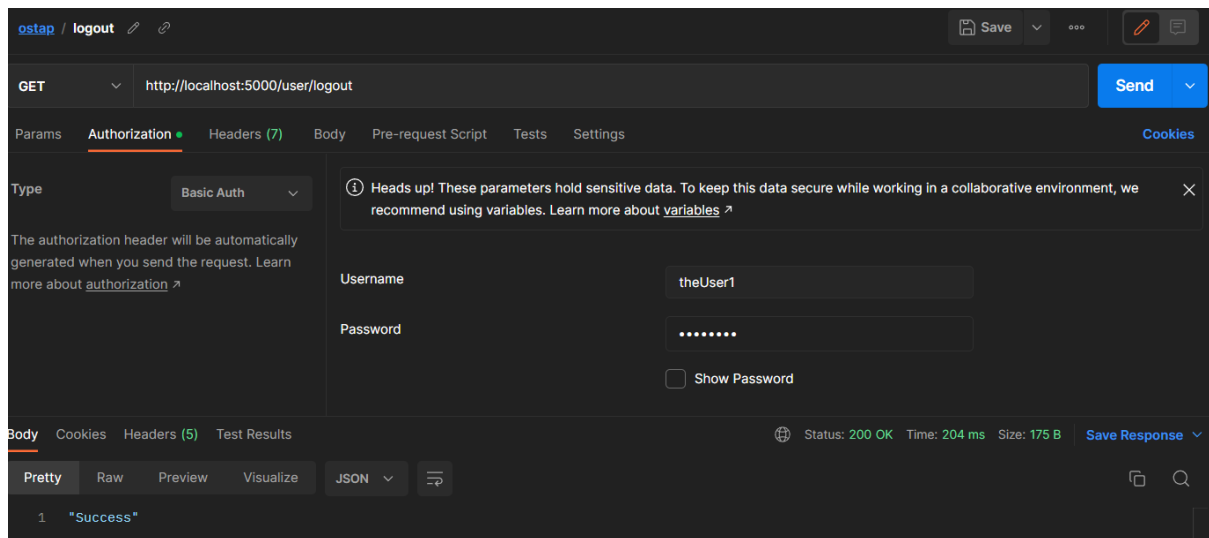 ostap / logout
Save
GET http://localhost:5000/user/logout Send
Params Authorization Headers (7) Body Pre-request Script Tests Settings Cookies
Type Basic Auth
The authorization header will be automatically
generated when you send the request. Learn
more about authorization ↗
Heads up! These parameters hold sensitive data. To keep this data secure while working in a collaborative environment, we
recommend using variables. Learn more about variables ↗
Username theUser1
Password ••••••••
Show Password
Body Cookies Headers (5) Test Results Status: 200 OK Time: 204 ms Size: 175 B Save Response
Pretty Raw Preview Visualize JSON
1 "Success"